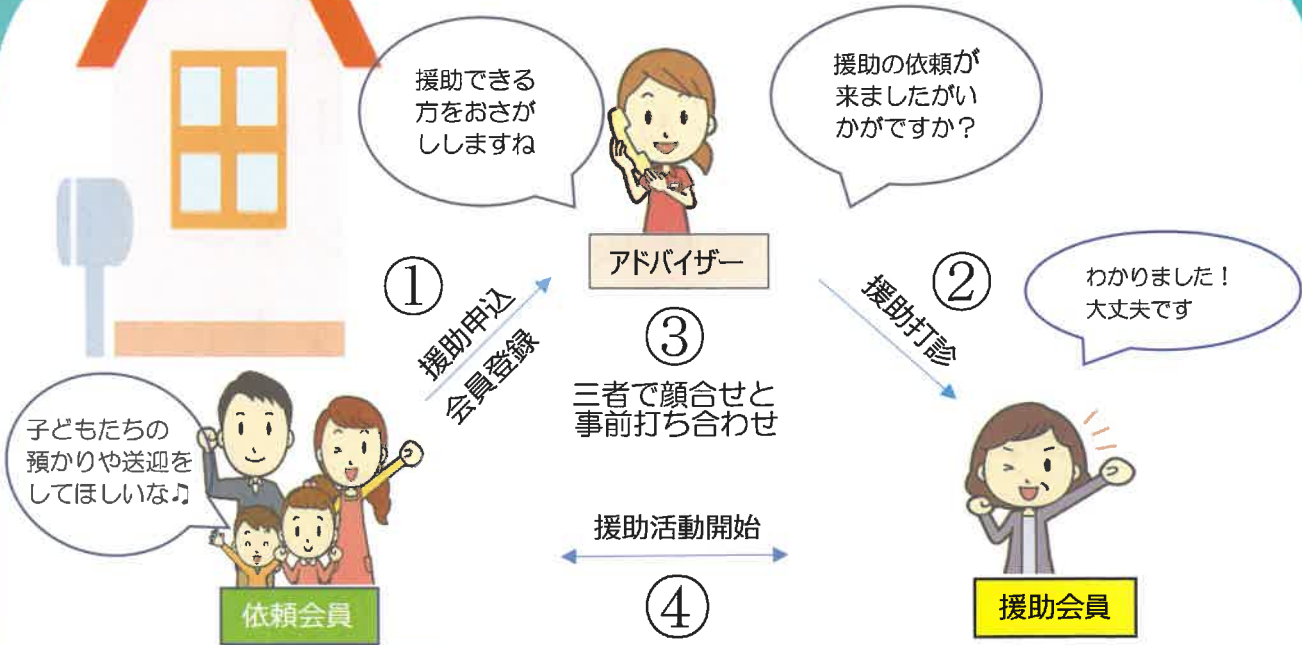 援助できる
方をおさが
ししますね
援助の依頼が
来ましたがい
かがですか？
アドバイザー
①
援助申込
会員登録
②
援助打診
わかりました！
大丈夫です
③
三者で顔合せと
事前打ち合わせ
子どもたちの
預かりや送迎を
してほしいな♫
援助活動開始
④
依頼会員
援助会員